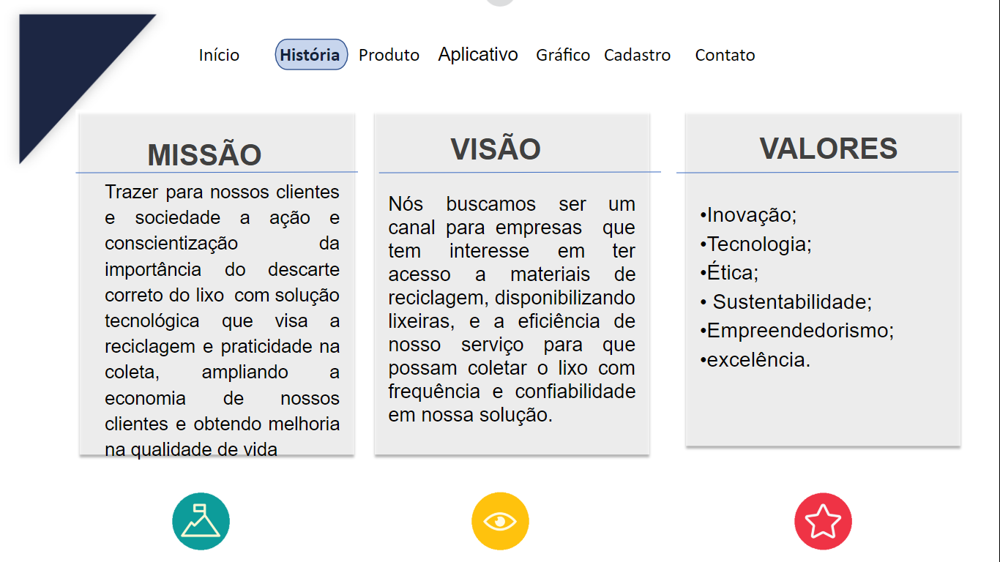 Início História Produto Aplicativo Gráfico Cadastro Contato
MISSÃO
Trazer para nossos clientes
e sociedade a ação e
conscientização da
importância do descarte
correto do lixo com solução
tecnológica que visa a
reciclagem e praticidade na
coleta, ampliando a
economia de nossos
clientes e obtendo melhoria
na qualidade de vida
VISÃO
Nós buscamos ser um
canal para empresas que
tem interesse em ter
acesso a materiais de
reciclagem, disponibilizando
lixeiras, e a eficiência de
nosso serviço para que
possam coletar o lixo com
frequência e confiabilidade
em nossa solução.
VALORES
•Inovação;
•Tecnologia;
•Ética;
• Sustentabilidade;
•Empreendedorismo;
•excelência.